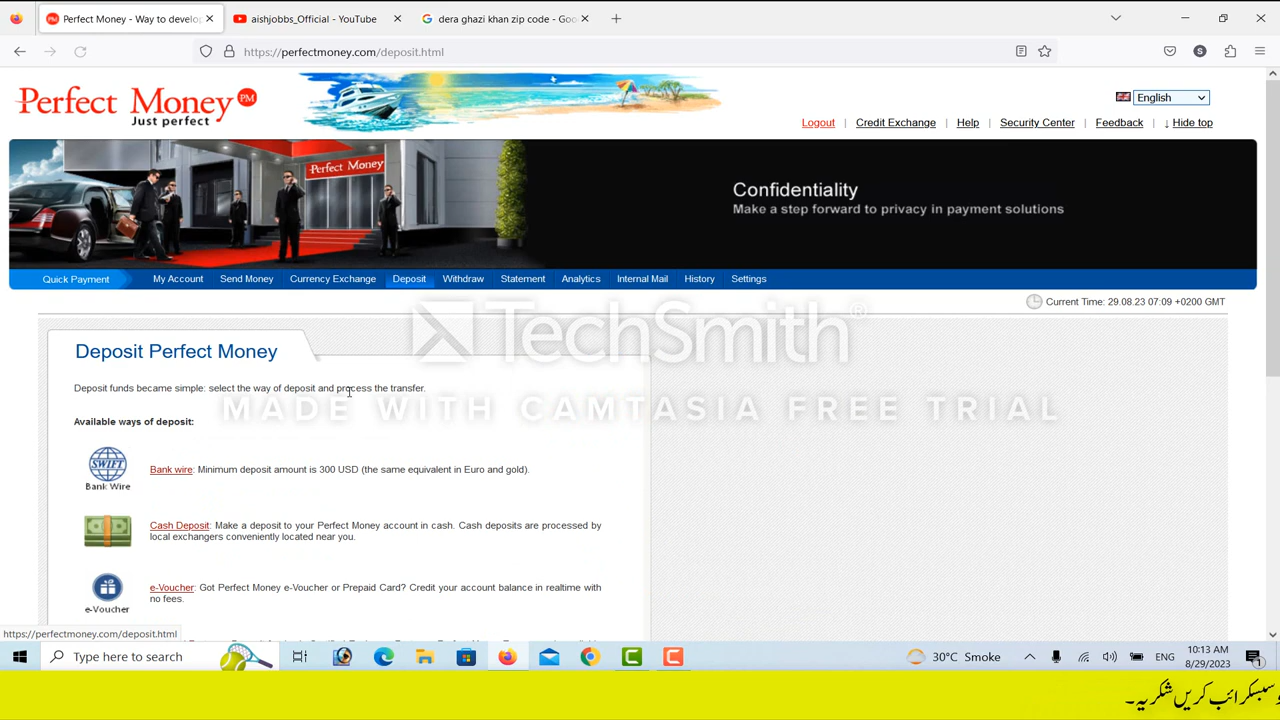 Perfect Money - Way to develo
aishjobbs_Official - YouTube
dera ghazi khan zip code - Goo
https://perfectmoney.com/deposit.html
S
Perfect Money PM
Just perfect
English
Logout | Credit Exchange | Help | Security Center | Feedback | ↓ Hide top
Perfect Money
Confidentiality
Make a step forward to privacy in payment solutions
Quick Payment My Account Send Money Currency Exchange Deposit Withdraw Statement Analytics Internal Mail History Settings
Current Time: 29.08.23 07:09 +0200 GMT
TechSmith®
MADE WITH CAMTASIA FREE TRIAL
Deposit Perfect Money
Deposit funds became simple: select the way of deposit and process the transfer.
Available ways of deposit:
SWIFT
Bank Wire
Bank wire: Minimum deposit amount is 300 USD (the same equivalent in Euro and gold).
Cash Deposit: Make a deposit to your Perfect Money account in cash. Cash deposits are processed by
local exchangers conveniently located near you.
e-Voucher
e-Voucher: Got Perfect Money e-Voucher or Prepaid Card? Credit your account balance in realtime with
no fees.
https://perfectmoney.com/deposit.html
Type here to search
30°C Smoke
ENG
10:13 AM
8/29/2023
1
و سبسکرائب کریں شکریہ۔